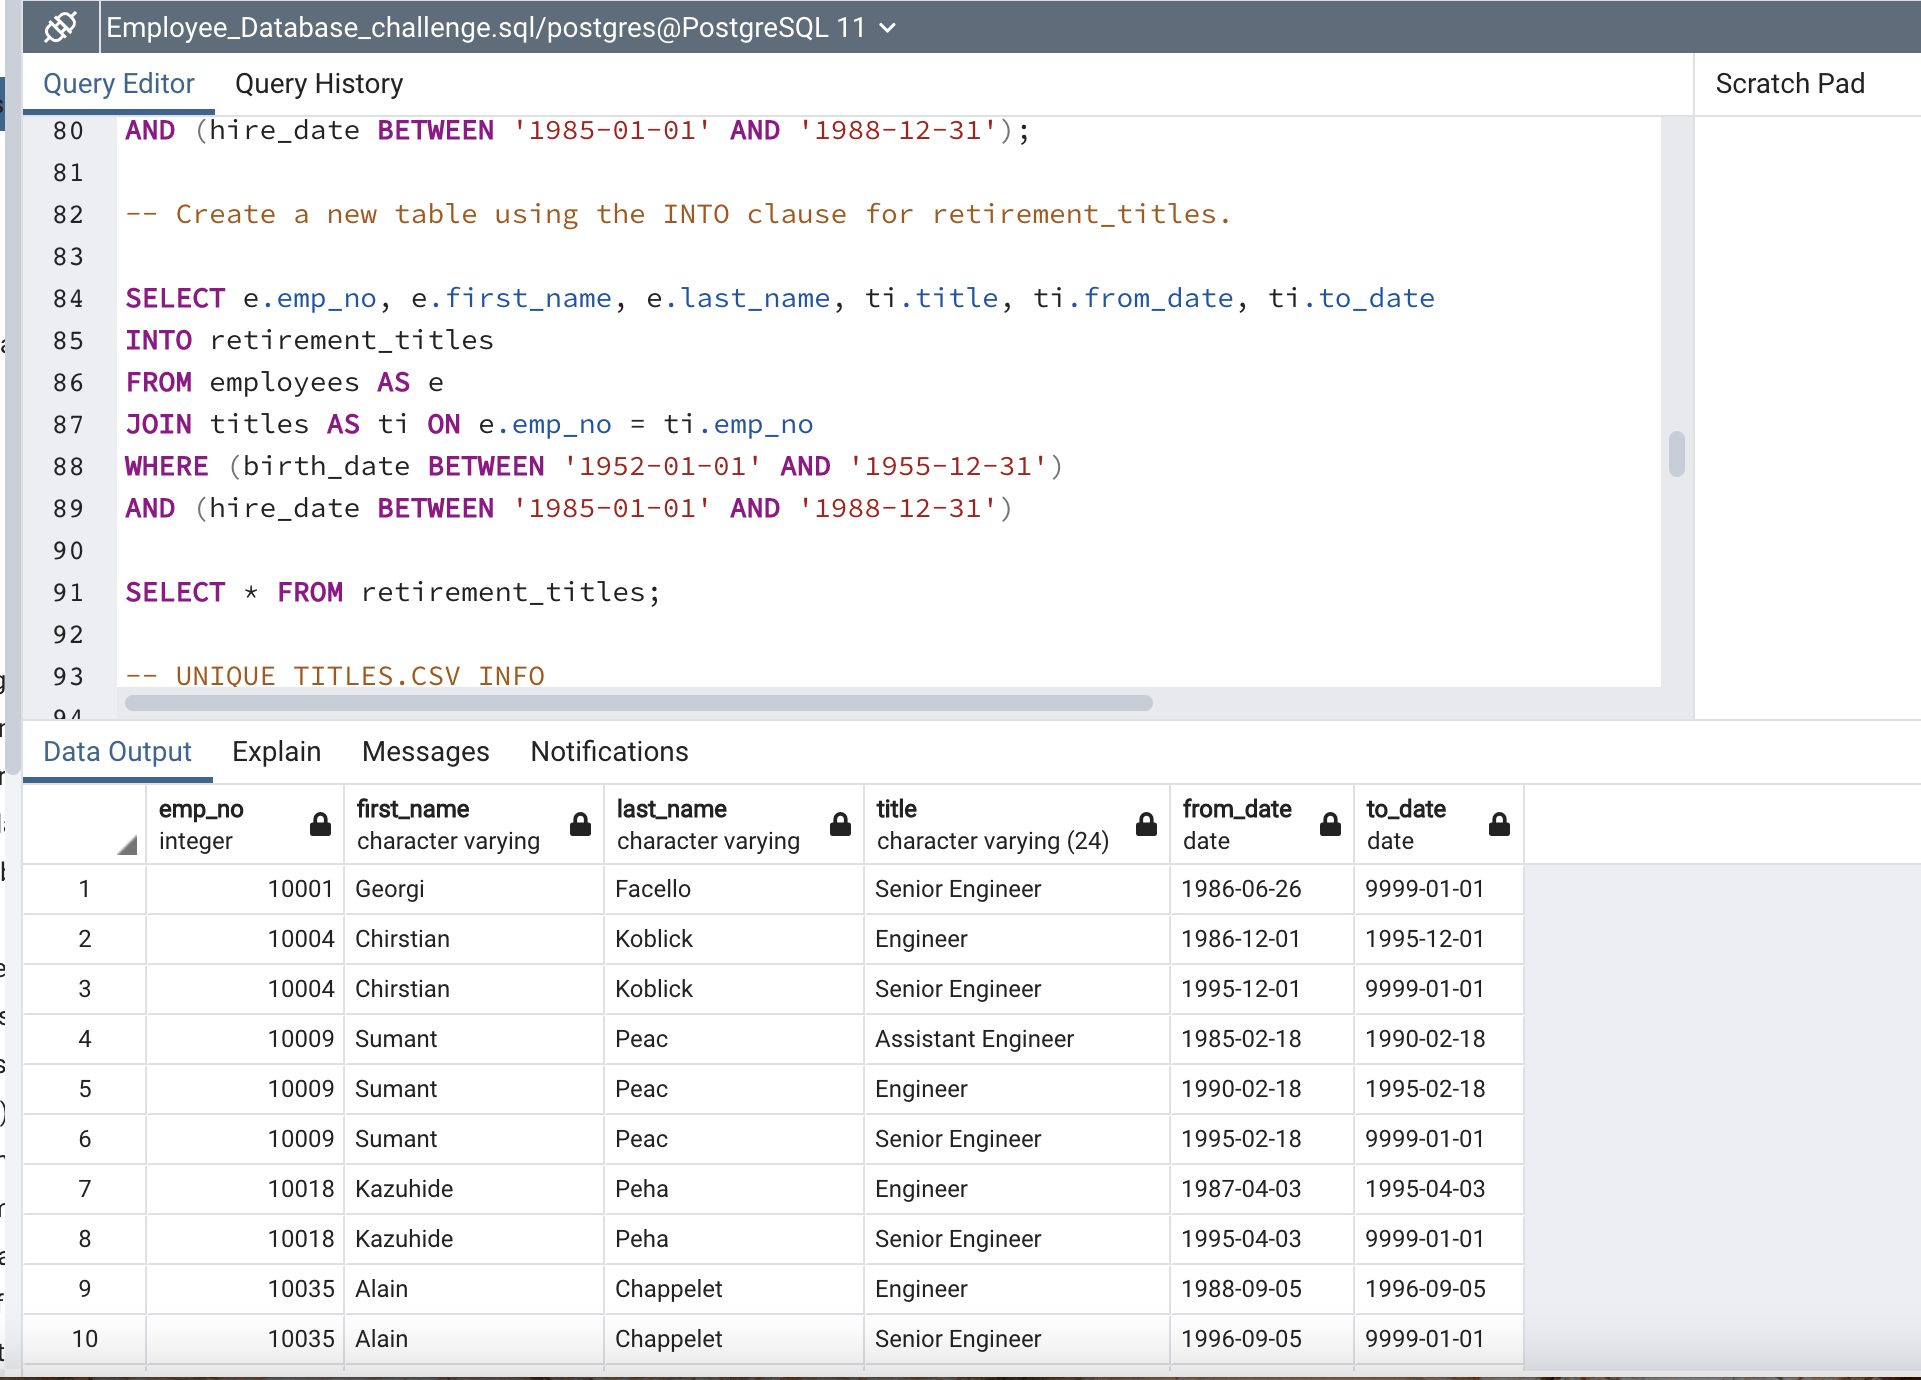 Employee_Database_challenge.sql/postgres@PostgreSQL 11
Query Editor Query History Scratch Pad
80 AND (hire_date BETWEEN '1985-01-01' AND '1988-12-31');
81
82 -- Create a new table using the INTO clause for retirement_titles.
83
84 SELECT e.emp_no, e.first_name, e.last_name, ti.title, ti.from_date, ti.to_date
85 INTO retirement_titles
86 FROM employees AS e
87 JOIN titles AS ti ON e.emp_no = ti.emp_no
88 WHERE (birth_date BETWEEN '1952-01-01' AND '1955-12-31')
89 AND (hire_date BETWEEN '1985-01-01' AND '1988-12-31')
90
91 SELECT * FROM retirement_titles;
92
93 -- UNIQUE TITLES.CSV INFO
94
Data Output Explain Messages Notifications
emp_no first_name last_name title from_date to_date
integer character varying character varying character varying (24) date date
1 10001 Georgi Facello Senior Engineer 1986-06-26 9999-01-01
2 10004 Chirstian Koblick Engineer 1986-12-01 1995-12-01
3 10004 Chirstian Koblick Senior Engineer 1995-12-01 9999-01-01
4 10009 Sumant Peac Assistant Engineer 1985-02-18 1990-02-18
5 10009 Sumant Peac Engineer 1990-02-18 1995-02-18
6 10009 Sumant Peac Senior Engineer 1995-02-18 9999-01-01
7 10018 Kazuhide Peha Engineer 1987-04-03 1995-04-03
8 10018 Kazuhide Peha Senior Engineer 1995-04-03 9999-01-01
9 10035 Alain Chappelet Engineer 1988-09-05 1996-09-05
10 10035 Alain Chappelet Senior Engineer 1996-09-05 9999-01-01